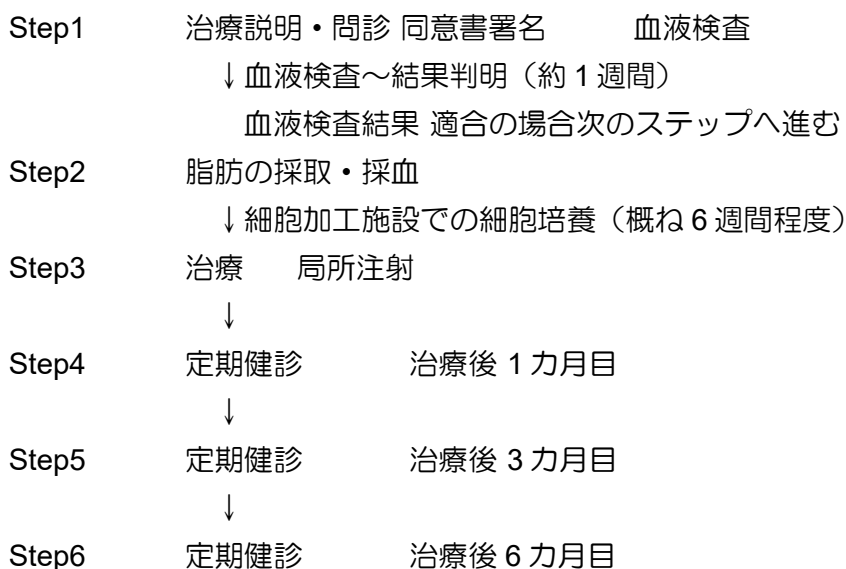 Step1 治療説明・問診 同意書署名 血液検査
↓血液検査～結果判明（約1週間）
血液検査結果 適合の場合次のステップへ進む
Step2 脂肪の採取・採血
↓細胞加工施設での細胞培養（概ね6週間程度）
Step3 治療 局所注射
↓
Step4 定期健診 治療後 1カ月目
↓
Step5 定期健診 治療後 3カ月目
↓
Step6 定期健診 治療後 6カ月目